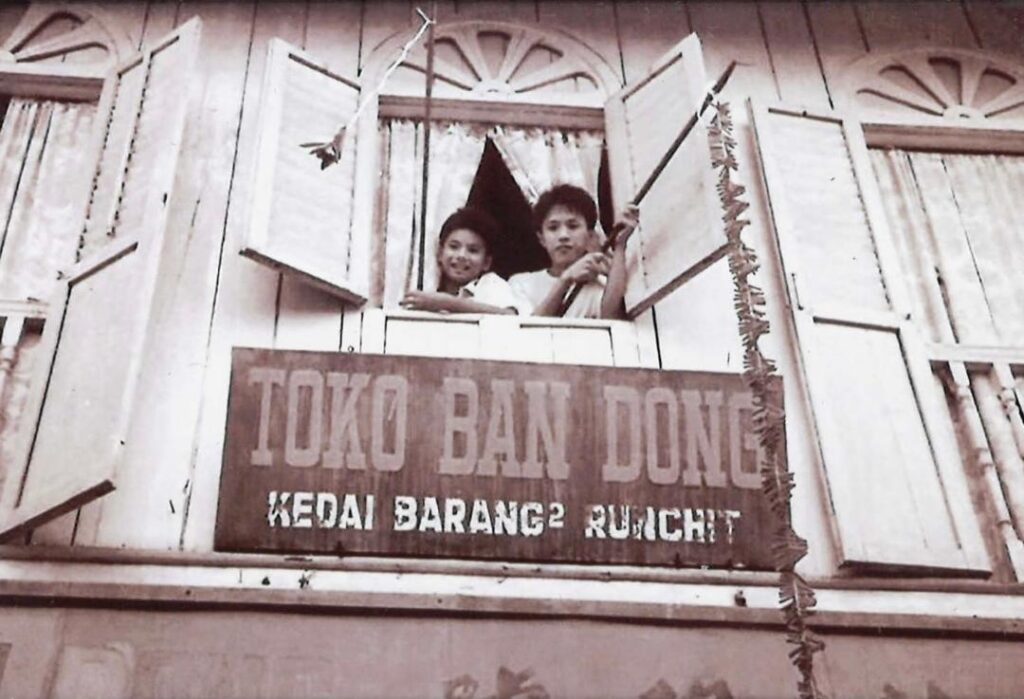 TOKO BAN DONG
KEDAI BARANG² RUNCHIT